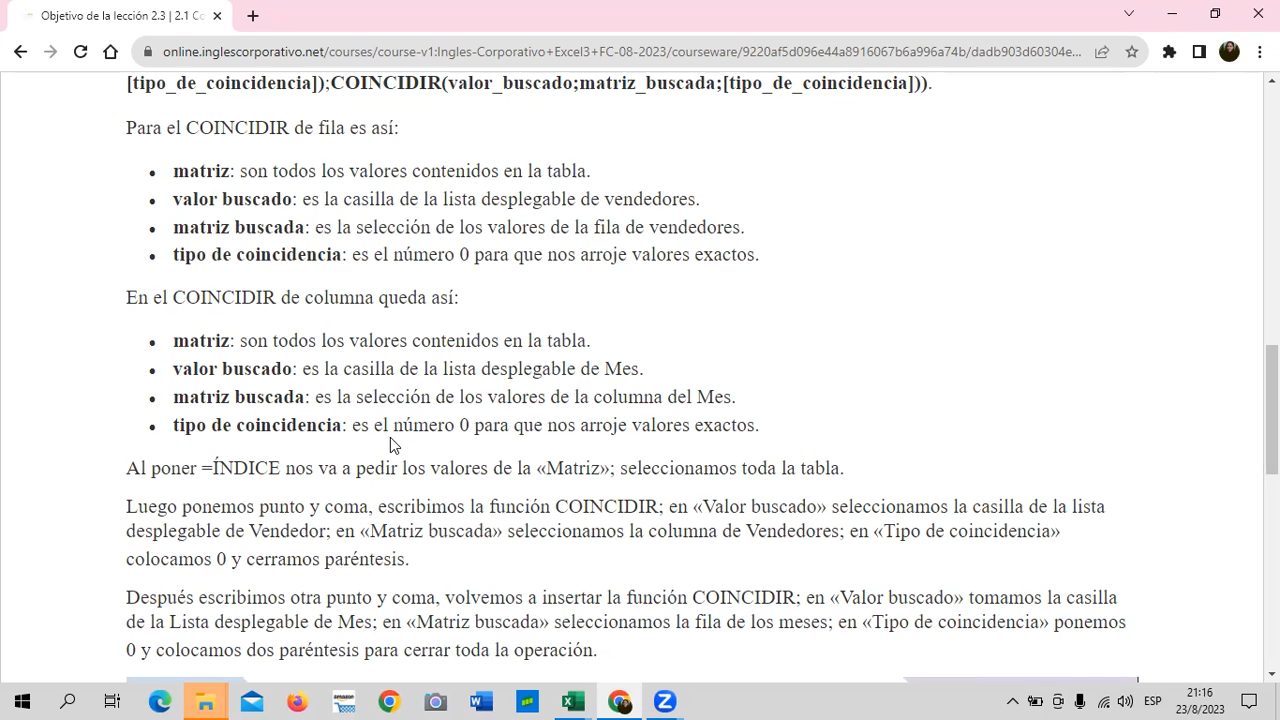 Objetivo de la lección 2.3 | 2.1 Co
online.inglescorporativo.net/courses/course-v1:Ingles-Corporativo+Excel3+FC-08-2023/courseware/9220af5d096e44a8916067b6a996a74b/dadb903d60304e...
[tipo_de_coincidencia]);COINCIDIR(valor_buscado;matriz_buscada;[tipo_de_coincidencia])).
Para el COINCIDIR de fila es así:
• matriz: son todos los valores contenidos en la tabla.
• valor buscado: es la casilla de la lista desplegable de vendedores.
• matriz buscada: es la selección de los valores de la fila de vendedores.
• tipo de coincidencia: es el número 0 para que nos arroje valores exactos.
En el COINCIDIR de columna queda así:
• matriz: son todos los valores contenidos en la tabla.
• valor buscado: es la casilla de la lista desplegable de Mes.
• matriz buscada: es la selección de los valores de la columna del Mes.
• tipo de coincidencia: es el número 0 para que nos arroje valores exactos.
Al poner =ÍNDICE nos va a pedir los valores de la «Matriz»; seleccionamos toda la tabla.
Luego ponemos punto y coma, escribimos la función COINCIDIR; en «Valor buscado» seleccionamos la casilla de la lista
desplegable de Vendedor; en «Matriz buscada» seleccionamos la columna de Vendedores; en «Tipo de coincidencia»
colocamos 0 y cerramos paréntesis.
Después escribimos otra punto y coma, volvemos a insertar la función COINCIDIR; en «Valor buscado» tomamos la casilla
de la Lista desplegable de Mes; en «Matriz buscada» seleccionamos la fila de los meses; en «Tipo de coincidencia» ponemos
0 y colocamos dos paréntesis para cerrar toda la operación.
amazon
ESP
21:16
23/8/2023